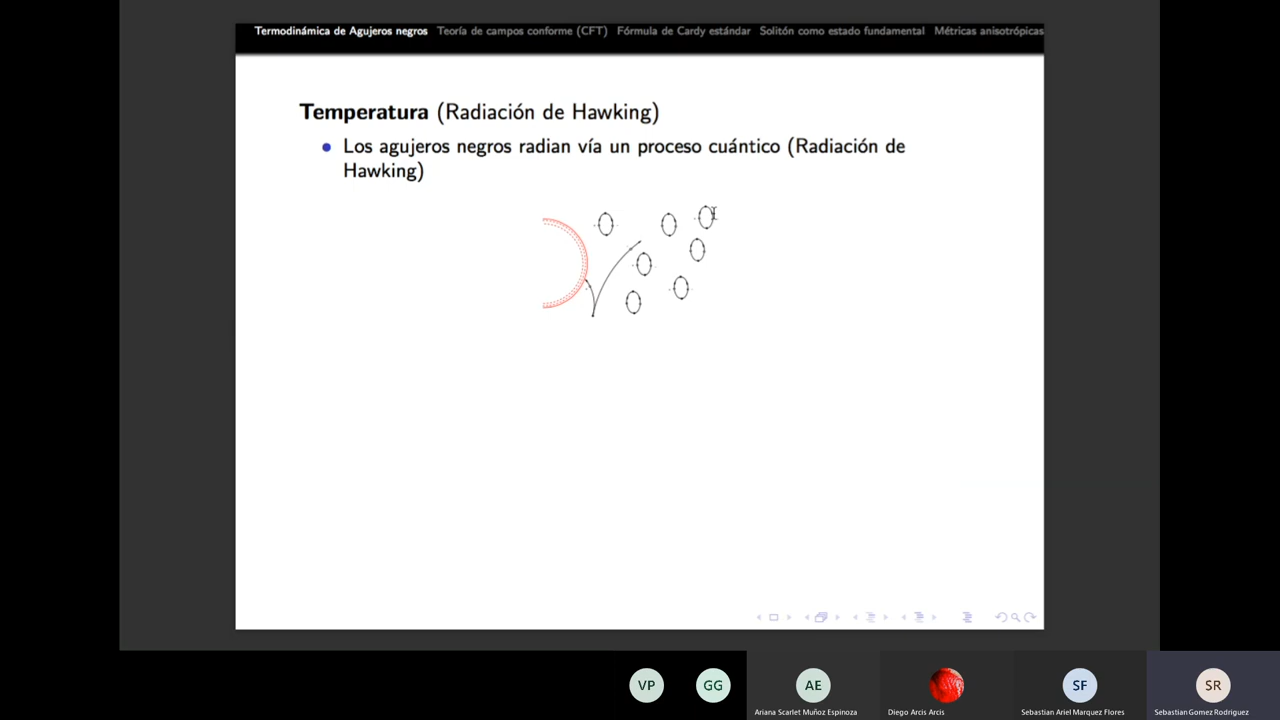 Termodinámica de Agujeros negros Teoría de campos conforme (CFT) Fórmula de Cardy estándar Solitón como estado fundamental Métricas anisotrópicas
Temperatura (Radiación de Hawking)
Los agujeros negros radian vía un proceso cuántico (Radiación de
Hawking)
VP GG AE SF SR
Ariana Scarlet Muñoz Espinoza Diego Arcis Arcis Sebastian Ariel Marquez Flores Sebastian Gomez Rodriguez